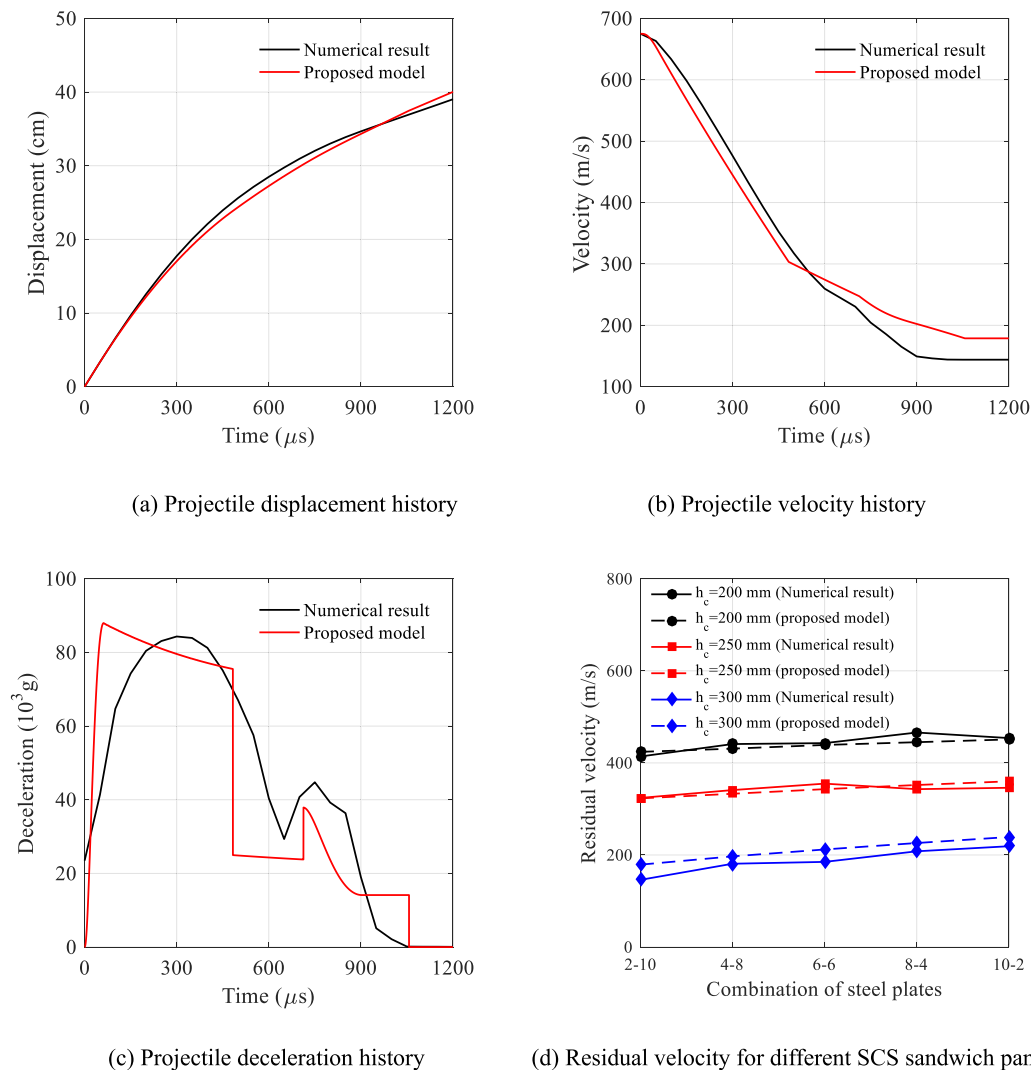 50
40
30
20
10
0
Displacement (cm)
Numerical result
Proposed model
0 300 600 900 1200
Time (μs)
(a) Projectile displacement history
700
600
500
400
300
200
100
Velocity (m/s)
Numerical result
Proposed model
0 300 600 900 1200
Time (μs)
(b) Projectile velocity history
100
80
60
40
20
0
Deceleration (10³g)
Numerical result
Proposed model
0 300 600 900 1200
Time (μs)
(c) Projectile deceleration history
800
600
400
200
0
Residual velocity (m/s)
h_c=200 mm (Numerical result)
h_c=200 mm (proposed model)
h_c=250 mm (Numerical result)
h_c=250 mm (proposed model)
h_c=300 mm (Numerical result)
h_c=300 mm (proposed model)
2-10 4-8 6-6 8-4 10-2
Combination of steel plates
(d) Residual velocity for different SCS sandwich pan